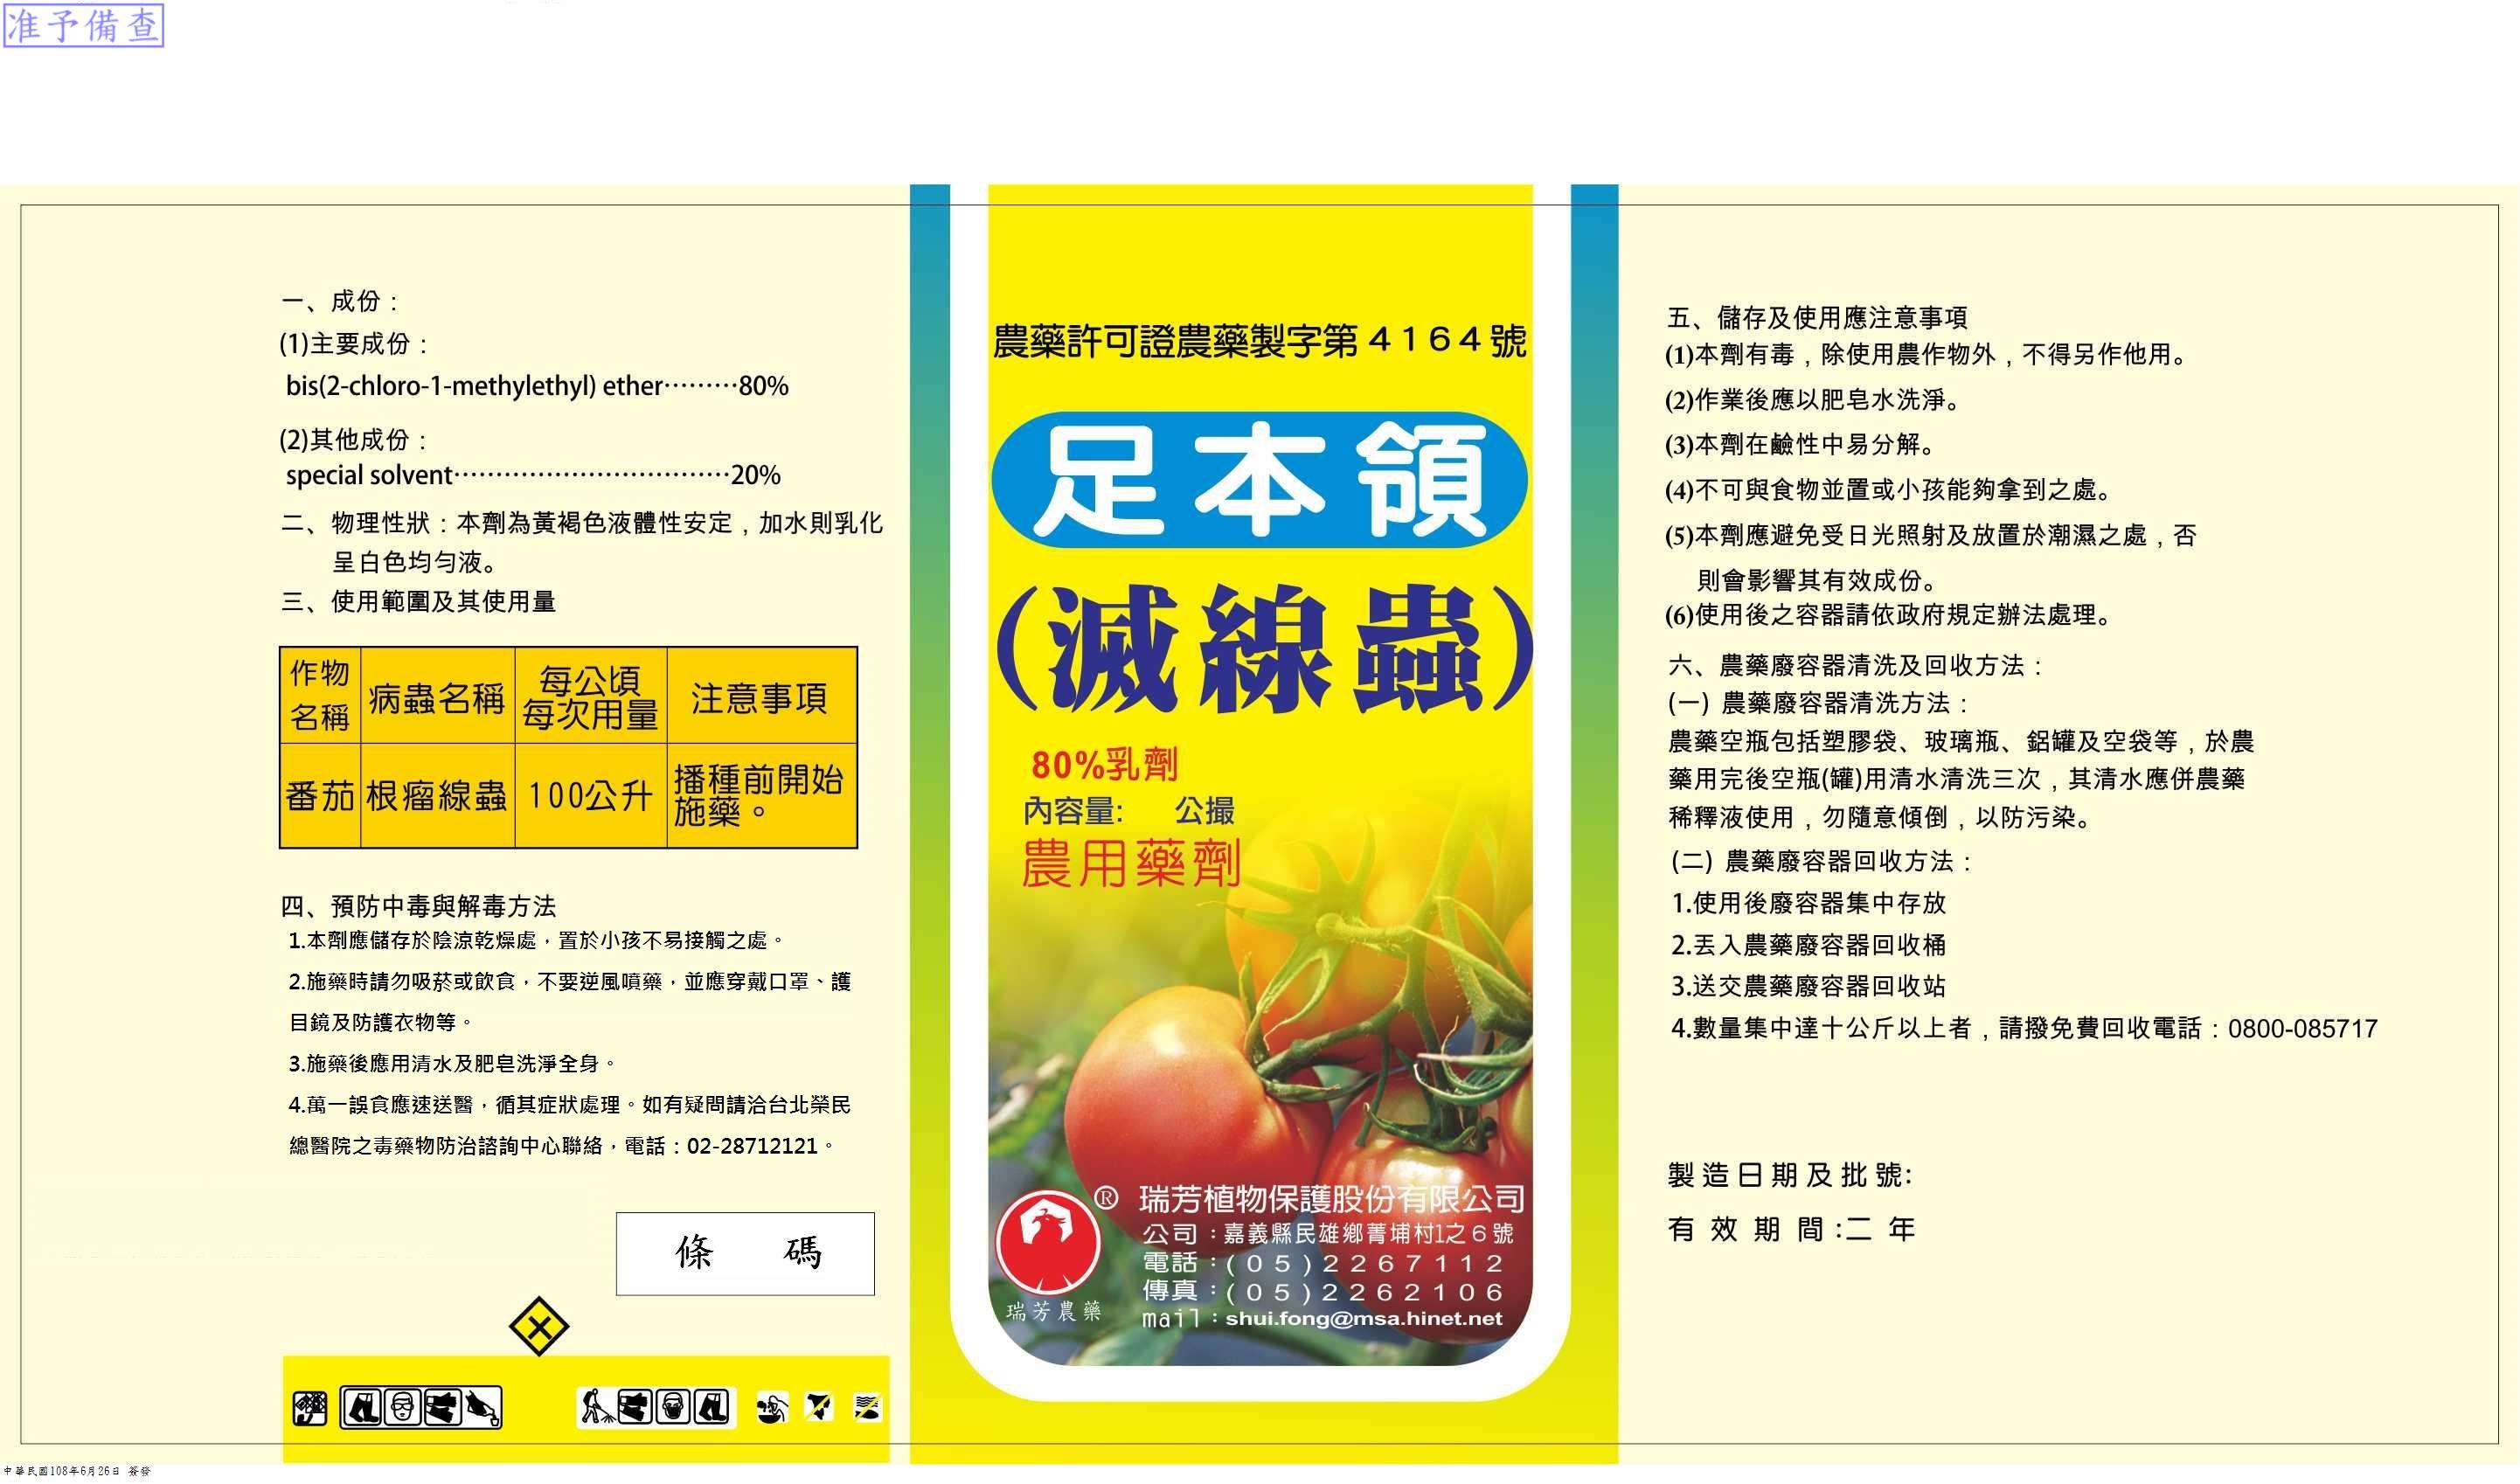 准予備查
一、成份：
(1)主要成份：
bis(2-chloro-1-methylethyl) ether………80%
(2)其他成份：
special solvent……………………………20%
二、物理性狀：本劑為黃褐色液體性安定，加水則乳化
呈白色均勻液。
三、使用範圍及其使用量
作物名稱 病蟲名稱 每公頃每次用量 注意事項
番茄 根瘤線蟲 100公升 播種前開始施藥。
四、預防中毒與解毒方法
1.本劑應儲存於陰涼乾燥處，置於小孩不易接觸之處。
2.施藥時請勿吸菸或飲食，不要逆風噴藥，並應穿戴口罩、護
目鏡及防護衣物等。
3.施藥後應用清水及肥皂洗淨全身。
4.萬一誤食應速送醫，循其症狀處理。如有疑問請洽台北榮民
總醫院之毒藥物防治諮詢中心聯絡，電話：02-28712121。
條 碼
農藥許可證農藥製字第４１６４號
足本領
(滅線蟲)
80%乳劑
內容量: 公撮
農用藥劑
® 瑞芳植物保護股份有限公司
公司：嘉義縣民雄鄉菁埔村1之６號
電話：(０５)２２６７１１２
傳真：(０５)２２６２１０６
mail：shui.fong@msa.hinet.net
瑞芳農藥
五、儲存及使用應注意事項
(1)本劑有毒，除使用農作物外，不得另作他用。
(2)作業後應以肥皂水洗淨。
(3)本劑在鹼性中易分解。
(4)不可與食物並置或小孩能夠拿到之處。
(5)本劑應避免受日光照射及放置於潮濕之處，否
則會影響其有效成份。
(6)使用後之容器請依政府規定辦法處理。
六、農藥廢容器清洗及回收方法：
(一) 農藥廢容器清洗方法：
農藥空瓶包括塑膠袋、玻璃瓶、鋁罐及空袋等，於農
藥用完後空瓶(罐)用清水清洗三次，其清水應併農藥
稀釋液使用，勿隨意傾倒，以防污染。
(二) 農藥廢容器回收方法：
1.使用後廢容器集中存放
2.丟入農藥廢容器回收桶
3.送交農藥廢容器回收站
4.數量集中達十公斤以上者，請撥免費回收電話：0800-085717
製造日期及批號:
有效期間:二年
中華民國108年6月26日 簽發